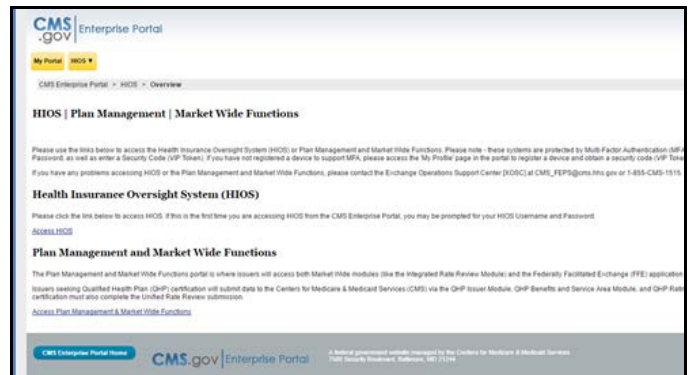 CMS
.gov Enterprise Portal
My Portal HIOS ▼
CMS Enterprise Portal > HIOS > Overview
HIOS | Plan Management | Market Wide Functions
Please use the links below to access the Health Insurance Oversight System (HIOS) or Plan Management and Market Wide Functions. Please note - these systems are protected by Multi-Factor Authentication (MFA
Password, as well as enter a Security Code (VIP Token). If you have not registered a device to support MFA, please access the 'My Profile' page in the portal to register a device and obtain a security code (VIP Toke
If you have any problems accessing HIOS or the Plan Management and Market Wide Functions, please contact the Exchange Operations Support Center [XOSC] at CMS_FEPS@cms.hhs.gov or 1-855-CMS-1515.
Health Insurance Oversight System (HIOS)
Please click the link below to access HIOS. If this is the first time you are accessing HIOS from the CMS Enterprise Portal, you may be prompted for your HIOS Username and Password.
Access HIOS
Plan Management and Market Wide Functions
The Plan Management and Market Wide Functions portal is where issuers will access both Market Wide modules (like the Integrated Rate Review Module) and the Federally Facilitated Exchange (FFE) application
Issuers seeking Qualified Health Plan (QHP) certification will submit data to the Centers for Medicare & Medicaid Services (CMS) via the QHP Issuer Module, QHP Benefits and Service Area Module, and QHP Ratin
certification must also complete the Unified Rate Review submission.
Access Plan Management & Market Wide Functions
CMS Enterprise Portal Home
CMS.gov Enterprise Portal
A federal government website managed by the Centers for Medicare & Medicaid Services
7500 Security Boulevard, Baltimore, MD 21244